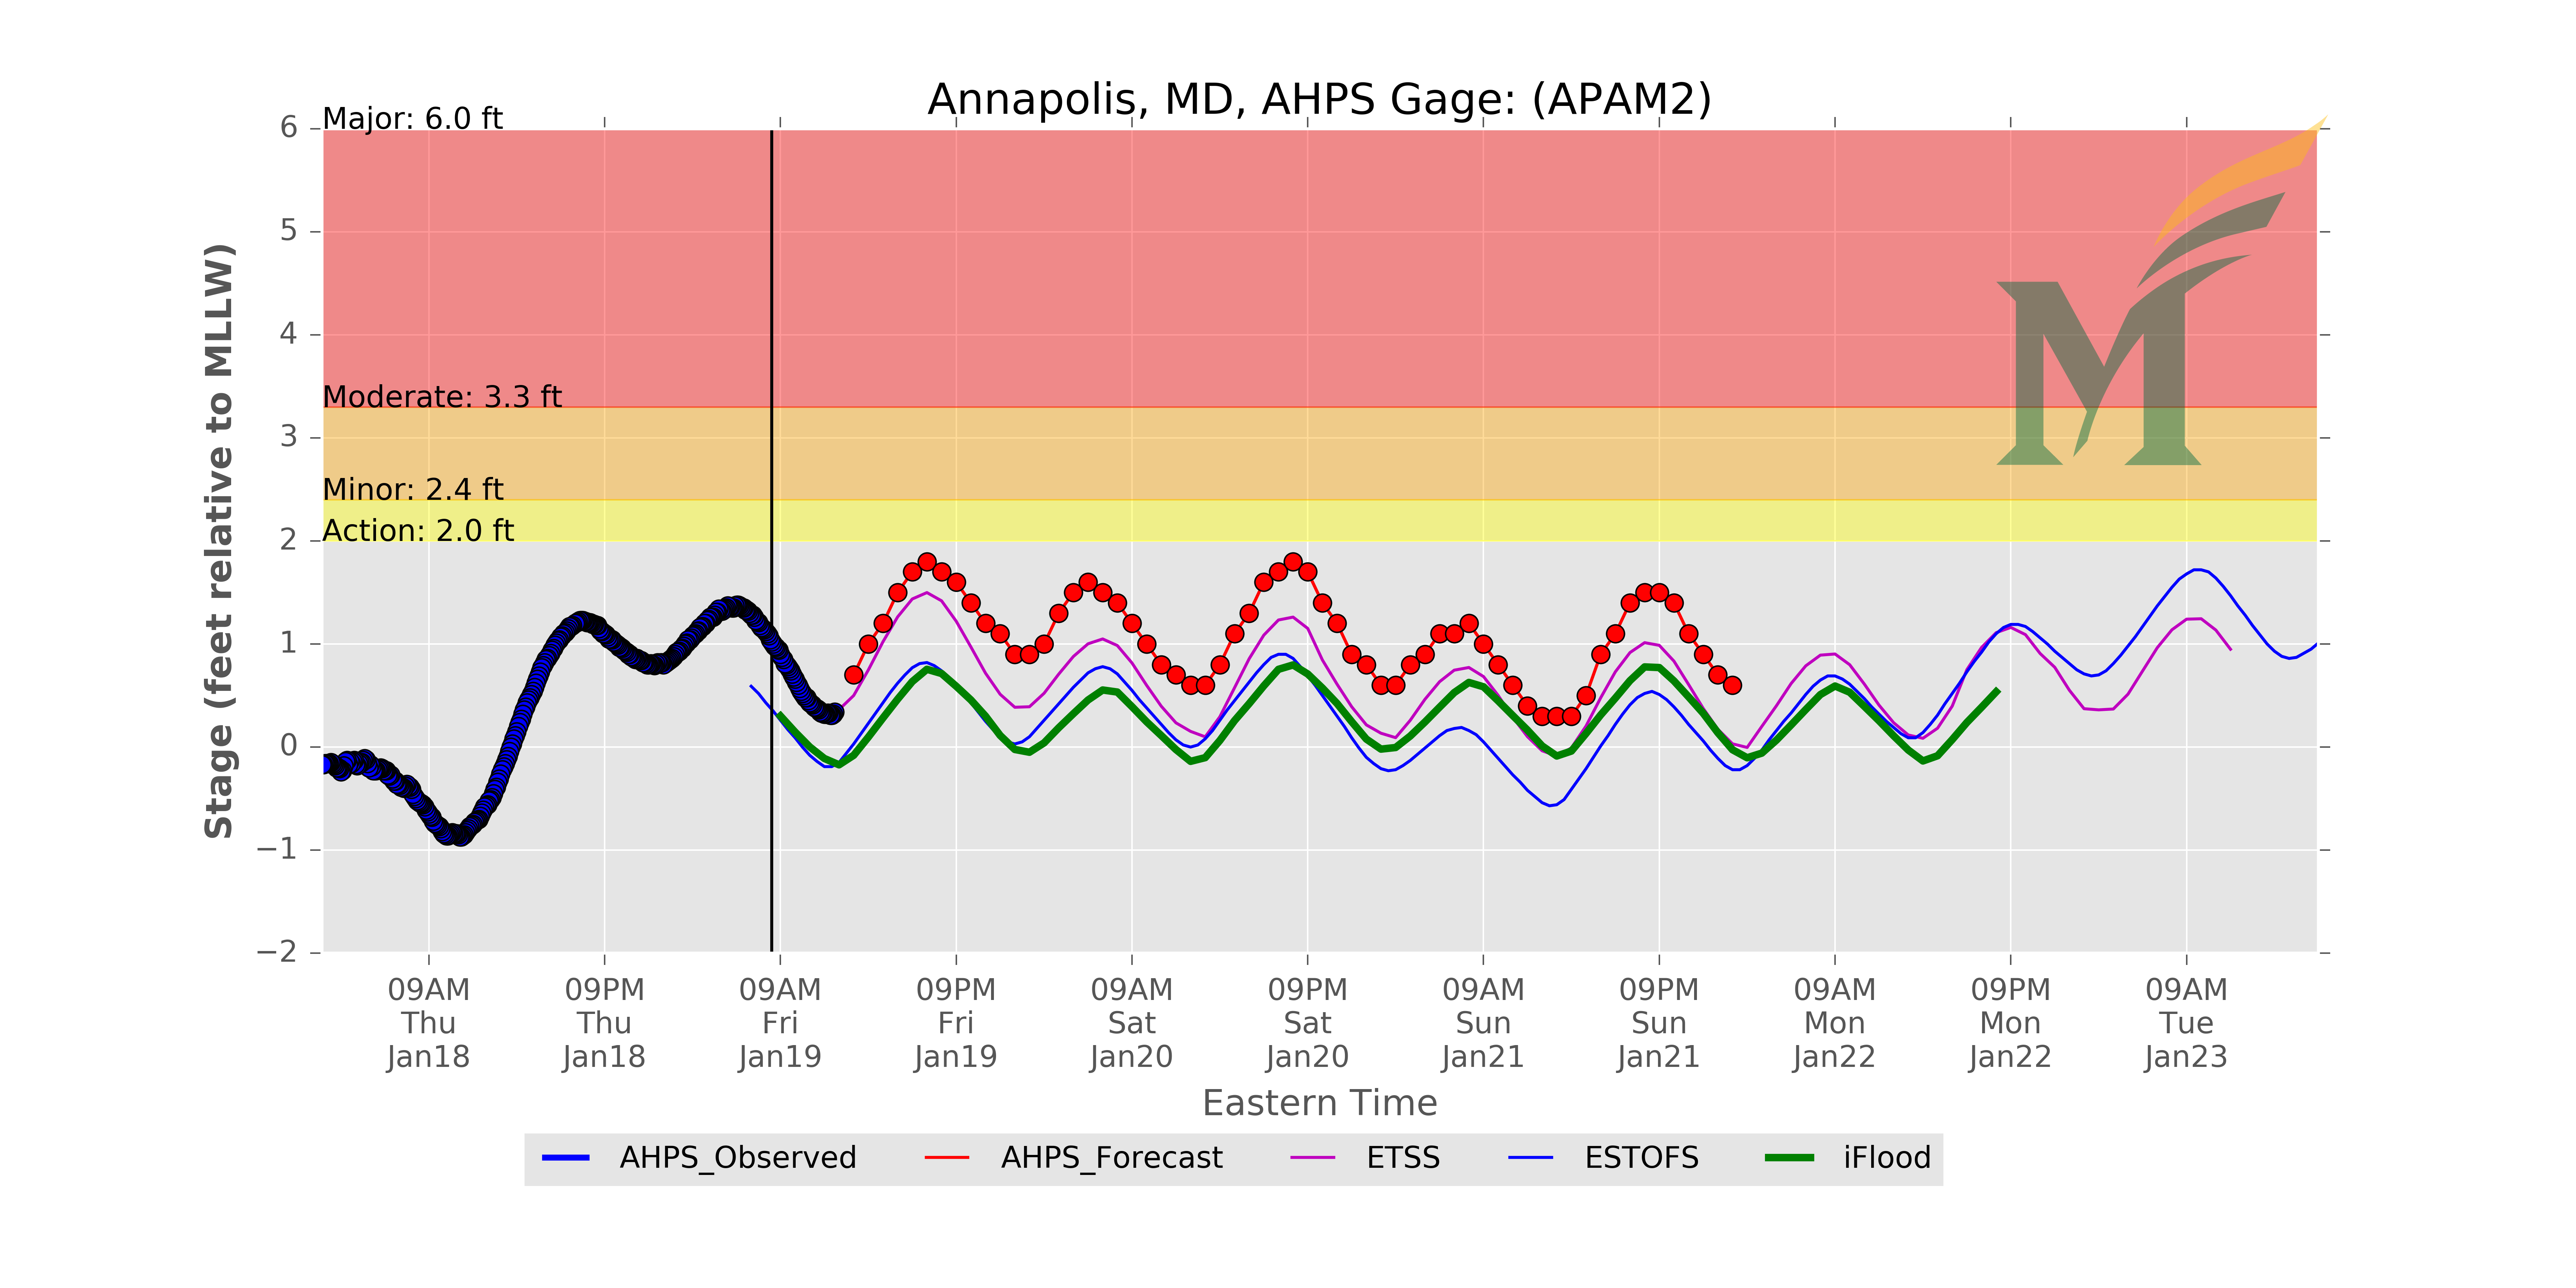 Annapolis, MD, AHPS Gage: (APAM2)
Major: 6.0 ft
Moderate: 3.3 ft
Minor: 2.4 ft
Action: 2.0 ft
Stage (feet relative to MLLW)
6
5
4
3
2
1
0
−1
−2
09AM 09PM 09AM 09PM 09AM 09PM 09AM 09PM 09AM 09PM 09AM
Thu Thu Fri Fri Sat Sat Sun Sun Mon Mon Tue
Jan18 Jan18 Jan19 Jan19 Jan20 Jan20 Jan21 Jan21 Jan22 Jan22 Jan23
Eastern Time
AHPS_Observed AHPS_Forecast ETSS ESTOFS iFlood
M